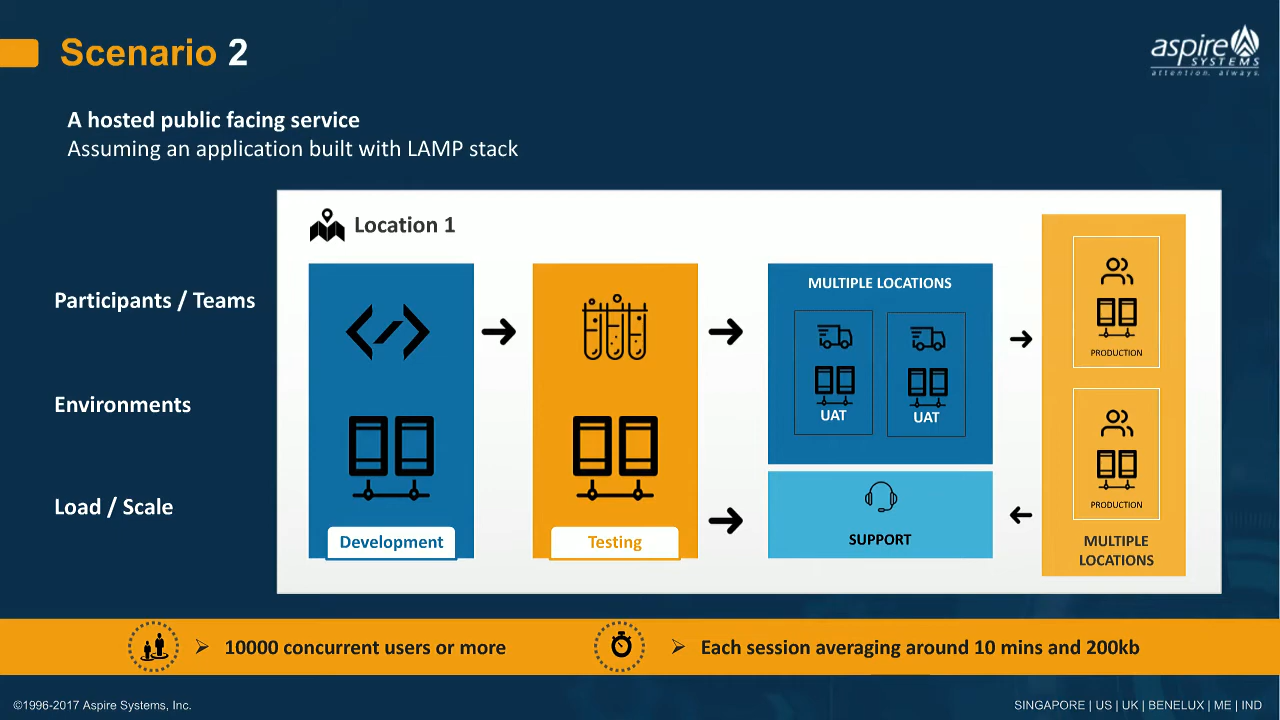 Scenario 2
aspire
SYSTEMS
attention. always.
A hosted public facing service
Assuming an application built with LAMP stack
Location 1
Participants / Teams
Environments
Load / Scale
Development
Testing
MULTIPLE LOCATIONS
UAT
UAT
SUPPORT
PRODUCTION
PRODUCTION
MULTIPLE
LOCATIONS
10000 concurrent users or more
Each session averaging around 10 mins and 200kb
©1996-2017 Aspire Systems, Inc.
SINGAPORE | US | UK | BENELUX | ME | IND